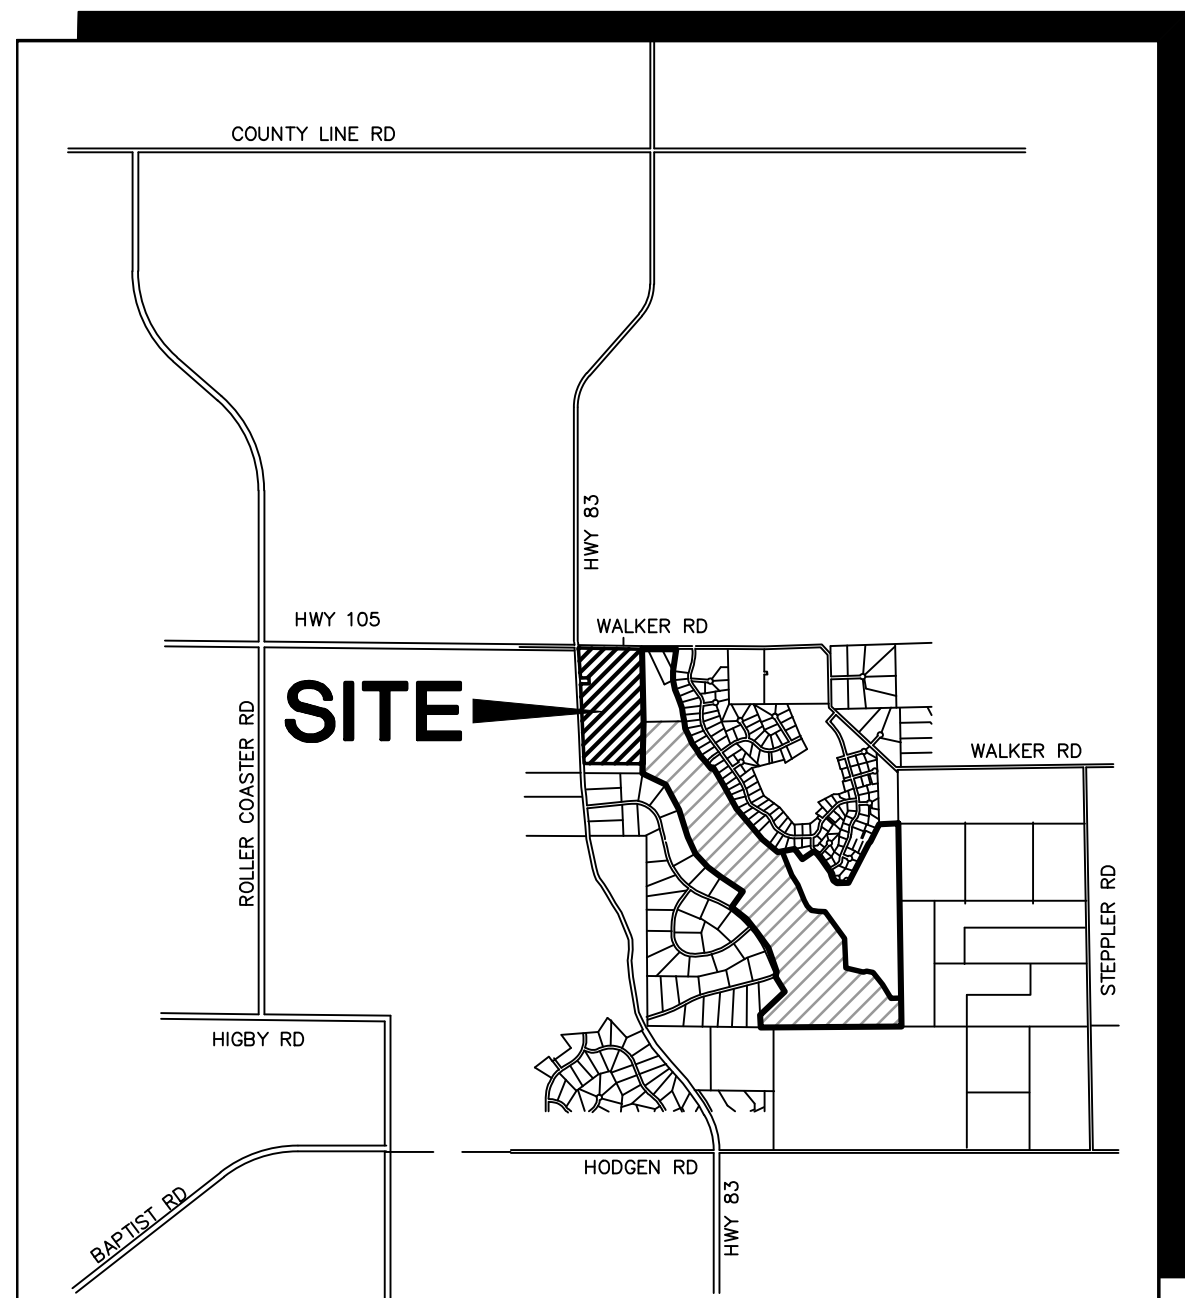 COUNTY LINE RD
HWY 83
HWY 105
WALKER RD
SITE
ROLLER COASTER RD
WALKER RD
STEPPLER RD
HIGBY RD
HODGEN RD
BAPTIST RD
HWY 83